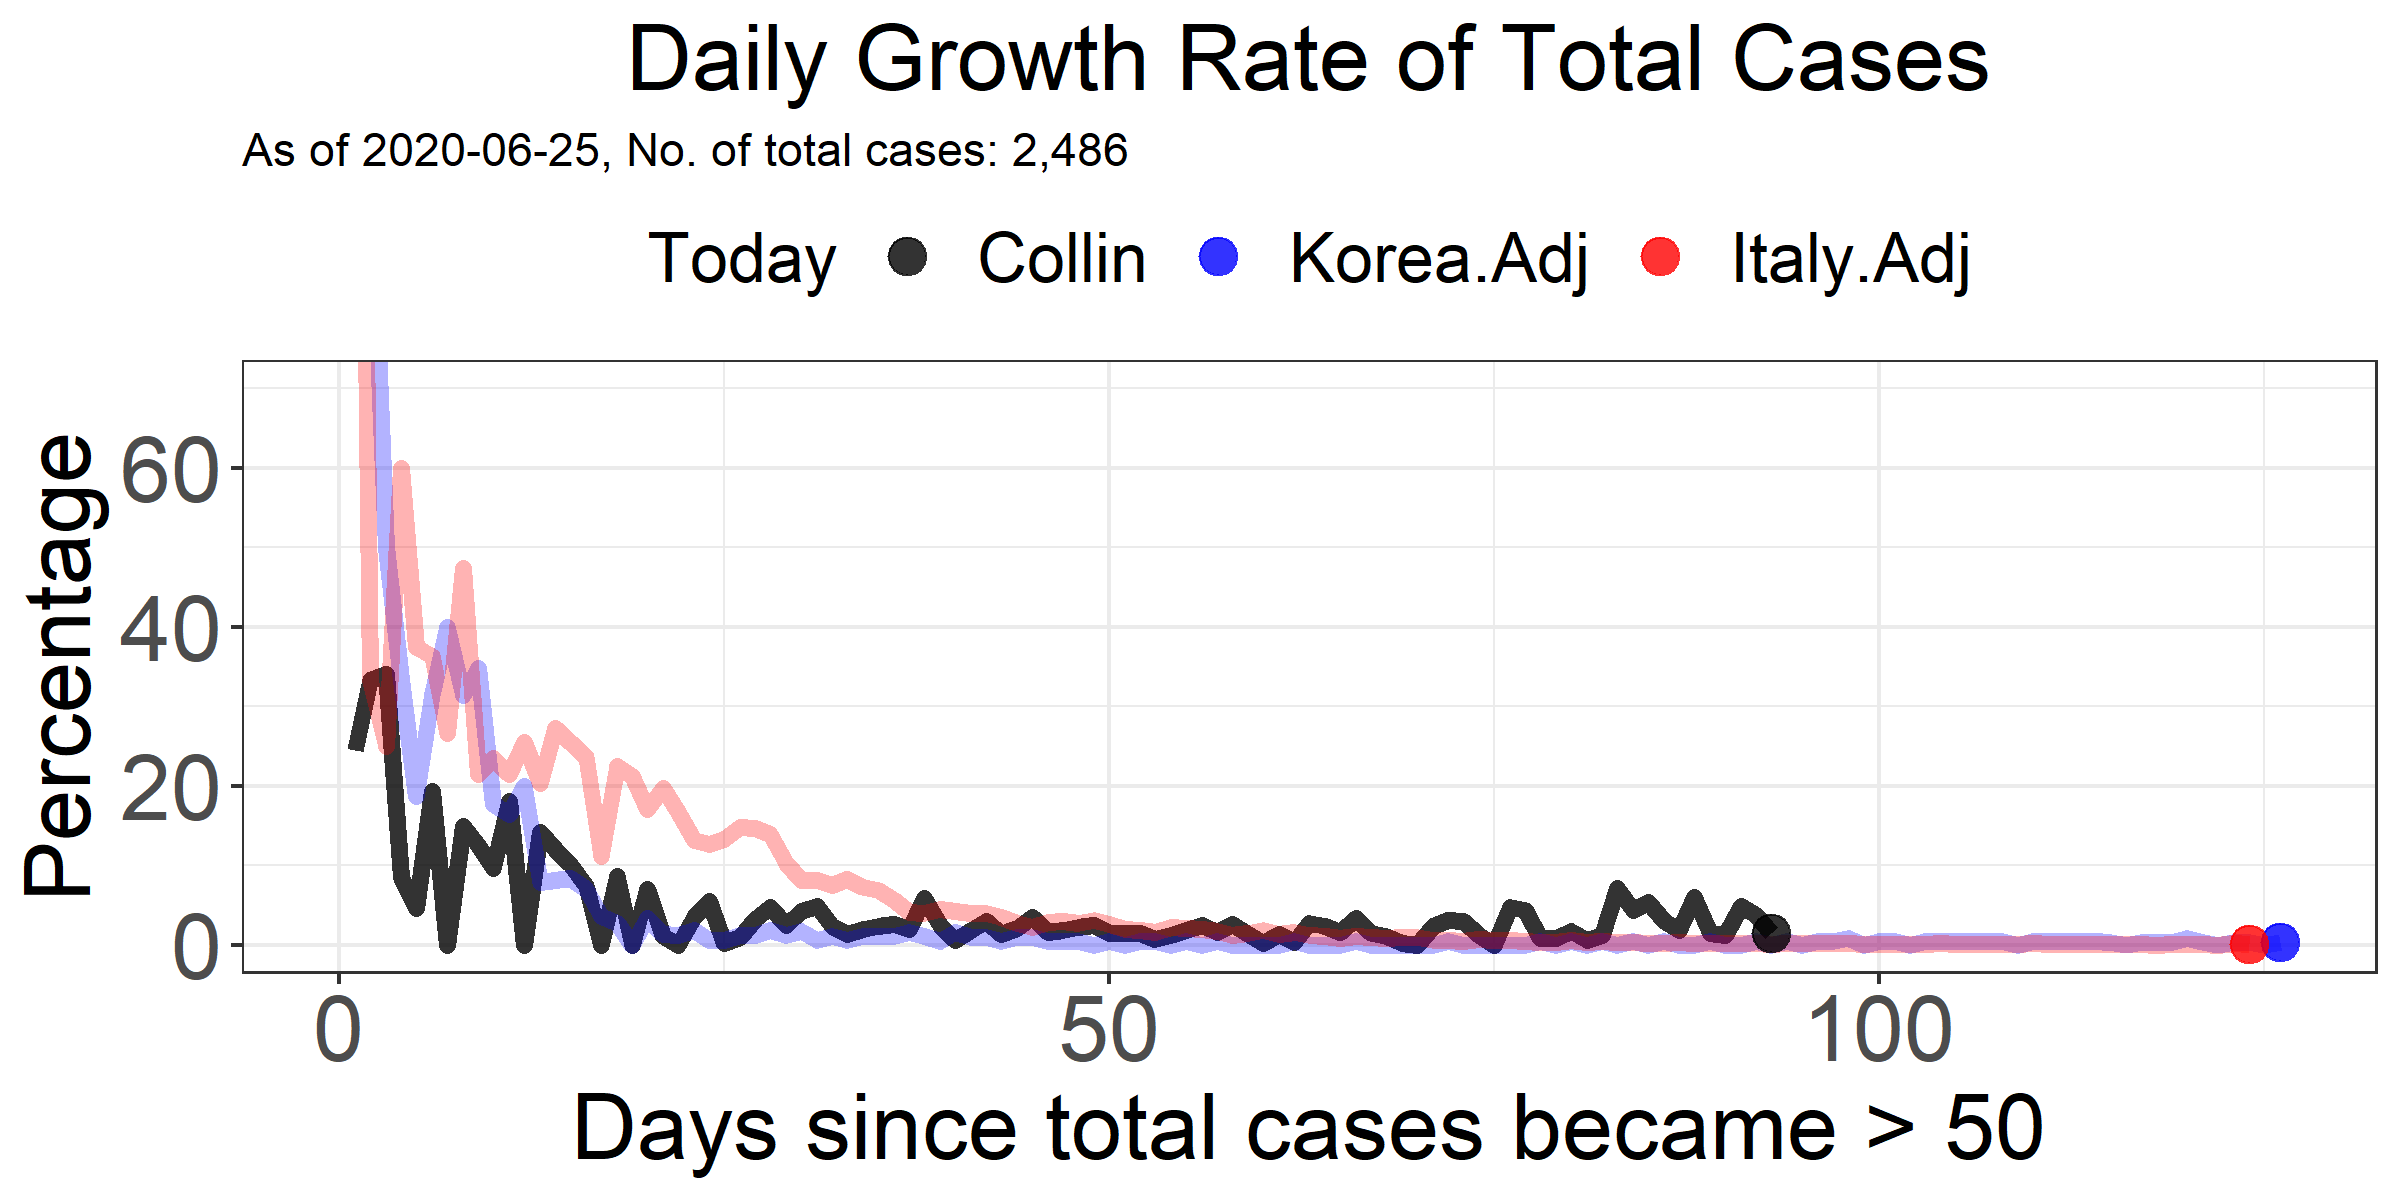 Daily Growth Rate of Total Cases
As of 2020-06-25, No. of total cases: 2,486
Today Collin Korea.Adj Italy.Adj
Percentage
60
40
20
0
0 50 100
Days since total cases became > 50